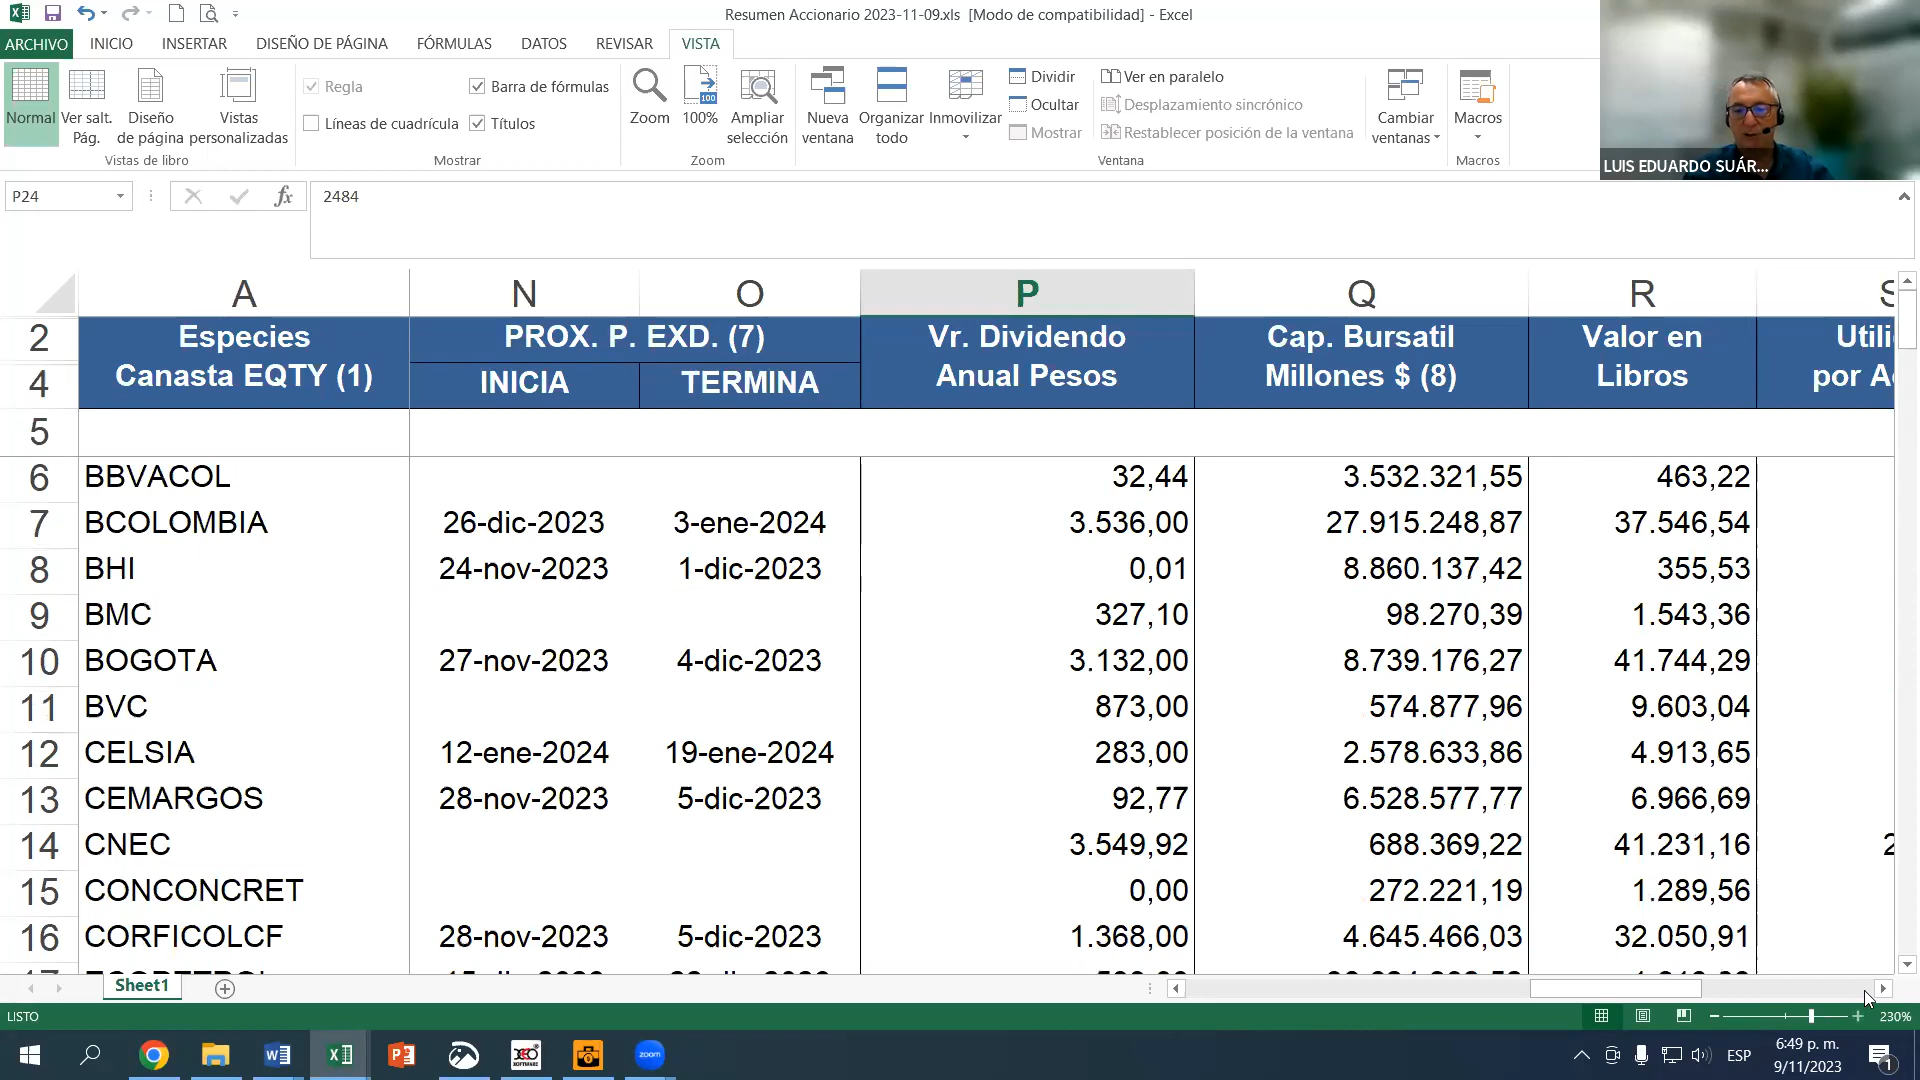 Resumen Accionario 2023-11-09.xls [Modo de compatibilidad] - Excel
ARCHIVO INICIO INSERTAR DISEÑO DE PÁGINA FÓRMULAS DATOS REVISAR VISTA
Normal Ver salt. Pág. Diseño de página Vistas personalizadas
Vistas de libro
Regla Barra de fórmulas
Líneas de cuadrícula Títulos
Mostrar
Zoom 100% Ampliar selección
100
Zoom
Nueva ventana Organizar todo Inmovilizar
Dividir
Ocultar
Mostrar
Ver en paralelo
Desplazamiento sincrónico
Restablecer posición de la ventana
Ventana
Cambiar ventanas
Macros
Macros
LUIS EDUARDO SUÁR...
P24 fx 2484
A N O P Q R S
2 Especies PROX. P. EXD. (7) Vr. Dividendo Cap. Bursatil Valor en
4 Canasta EQTY (1) INICIA TERMINA Anual Pesos Millones $ (8) Libros
5
6 BBVACOL 32,44 3.532.321,55 463,22
7 BCOLOMBIA 26-dic-2023 3-ene-2024 3.536,00 27.915.248,87 37.546,54
8 BHI 24-nov-2023 1-dic-2023 0,01 8.860.137,42 355,53
9 BMC 327,10 98.270,39 1.543,36
10 BOGOTA 27-nov-2023 4-dic-2023 3.132,00 8.739.176,27 41.744,29
11 BVC 873,00 574.877,96 9.603,04
12 CELSIA 12-ene-2024 19-ene-2024 283,00 2.578.633,86 4.913,65
13 CEMARGOS 28-nov-2023 5-dic-2023 92,77 6.528.577,77 6.966,69
14 CNEC 3.549,92 688.369,22 41.231,16 2
15 CONCONCRET 0,00 272.221,19 1.289,56
16 CORFICOLCF 28-nov-2023 5-dic-2023 1.368,00 4.645.466,03 32.050,91
Sheet1
LISTO 230%
zoom
ESP
6:49 p. m.
9/11/2023
1